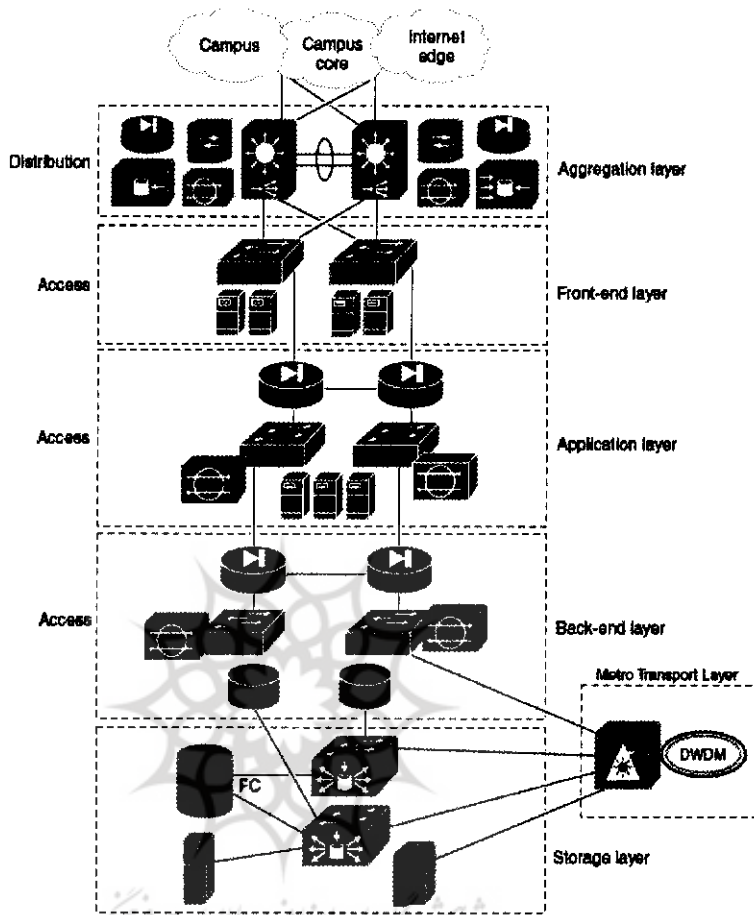 Campus
Campus
core
Internet
edge
Distribution
Aggregation layer
Access
Front-end layer
Access
Application layer
Access
Back-end layer
Metro Transport Layer
FC
DWDM
Storage layer